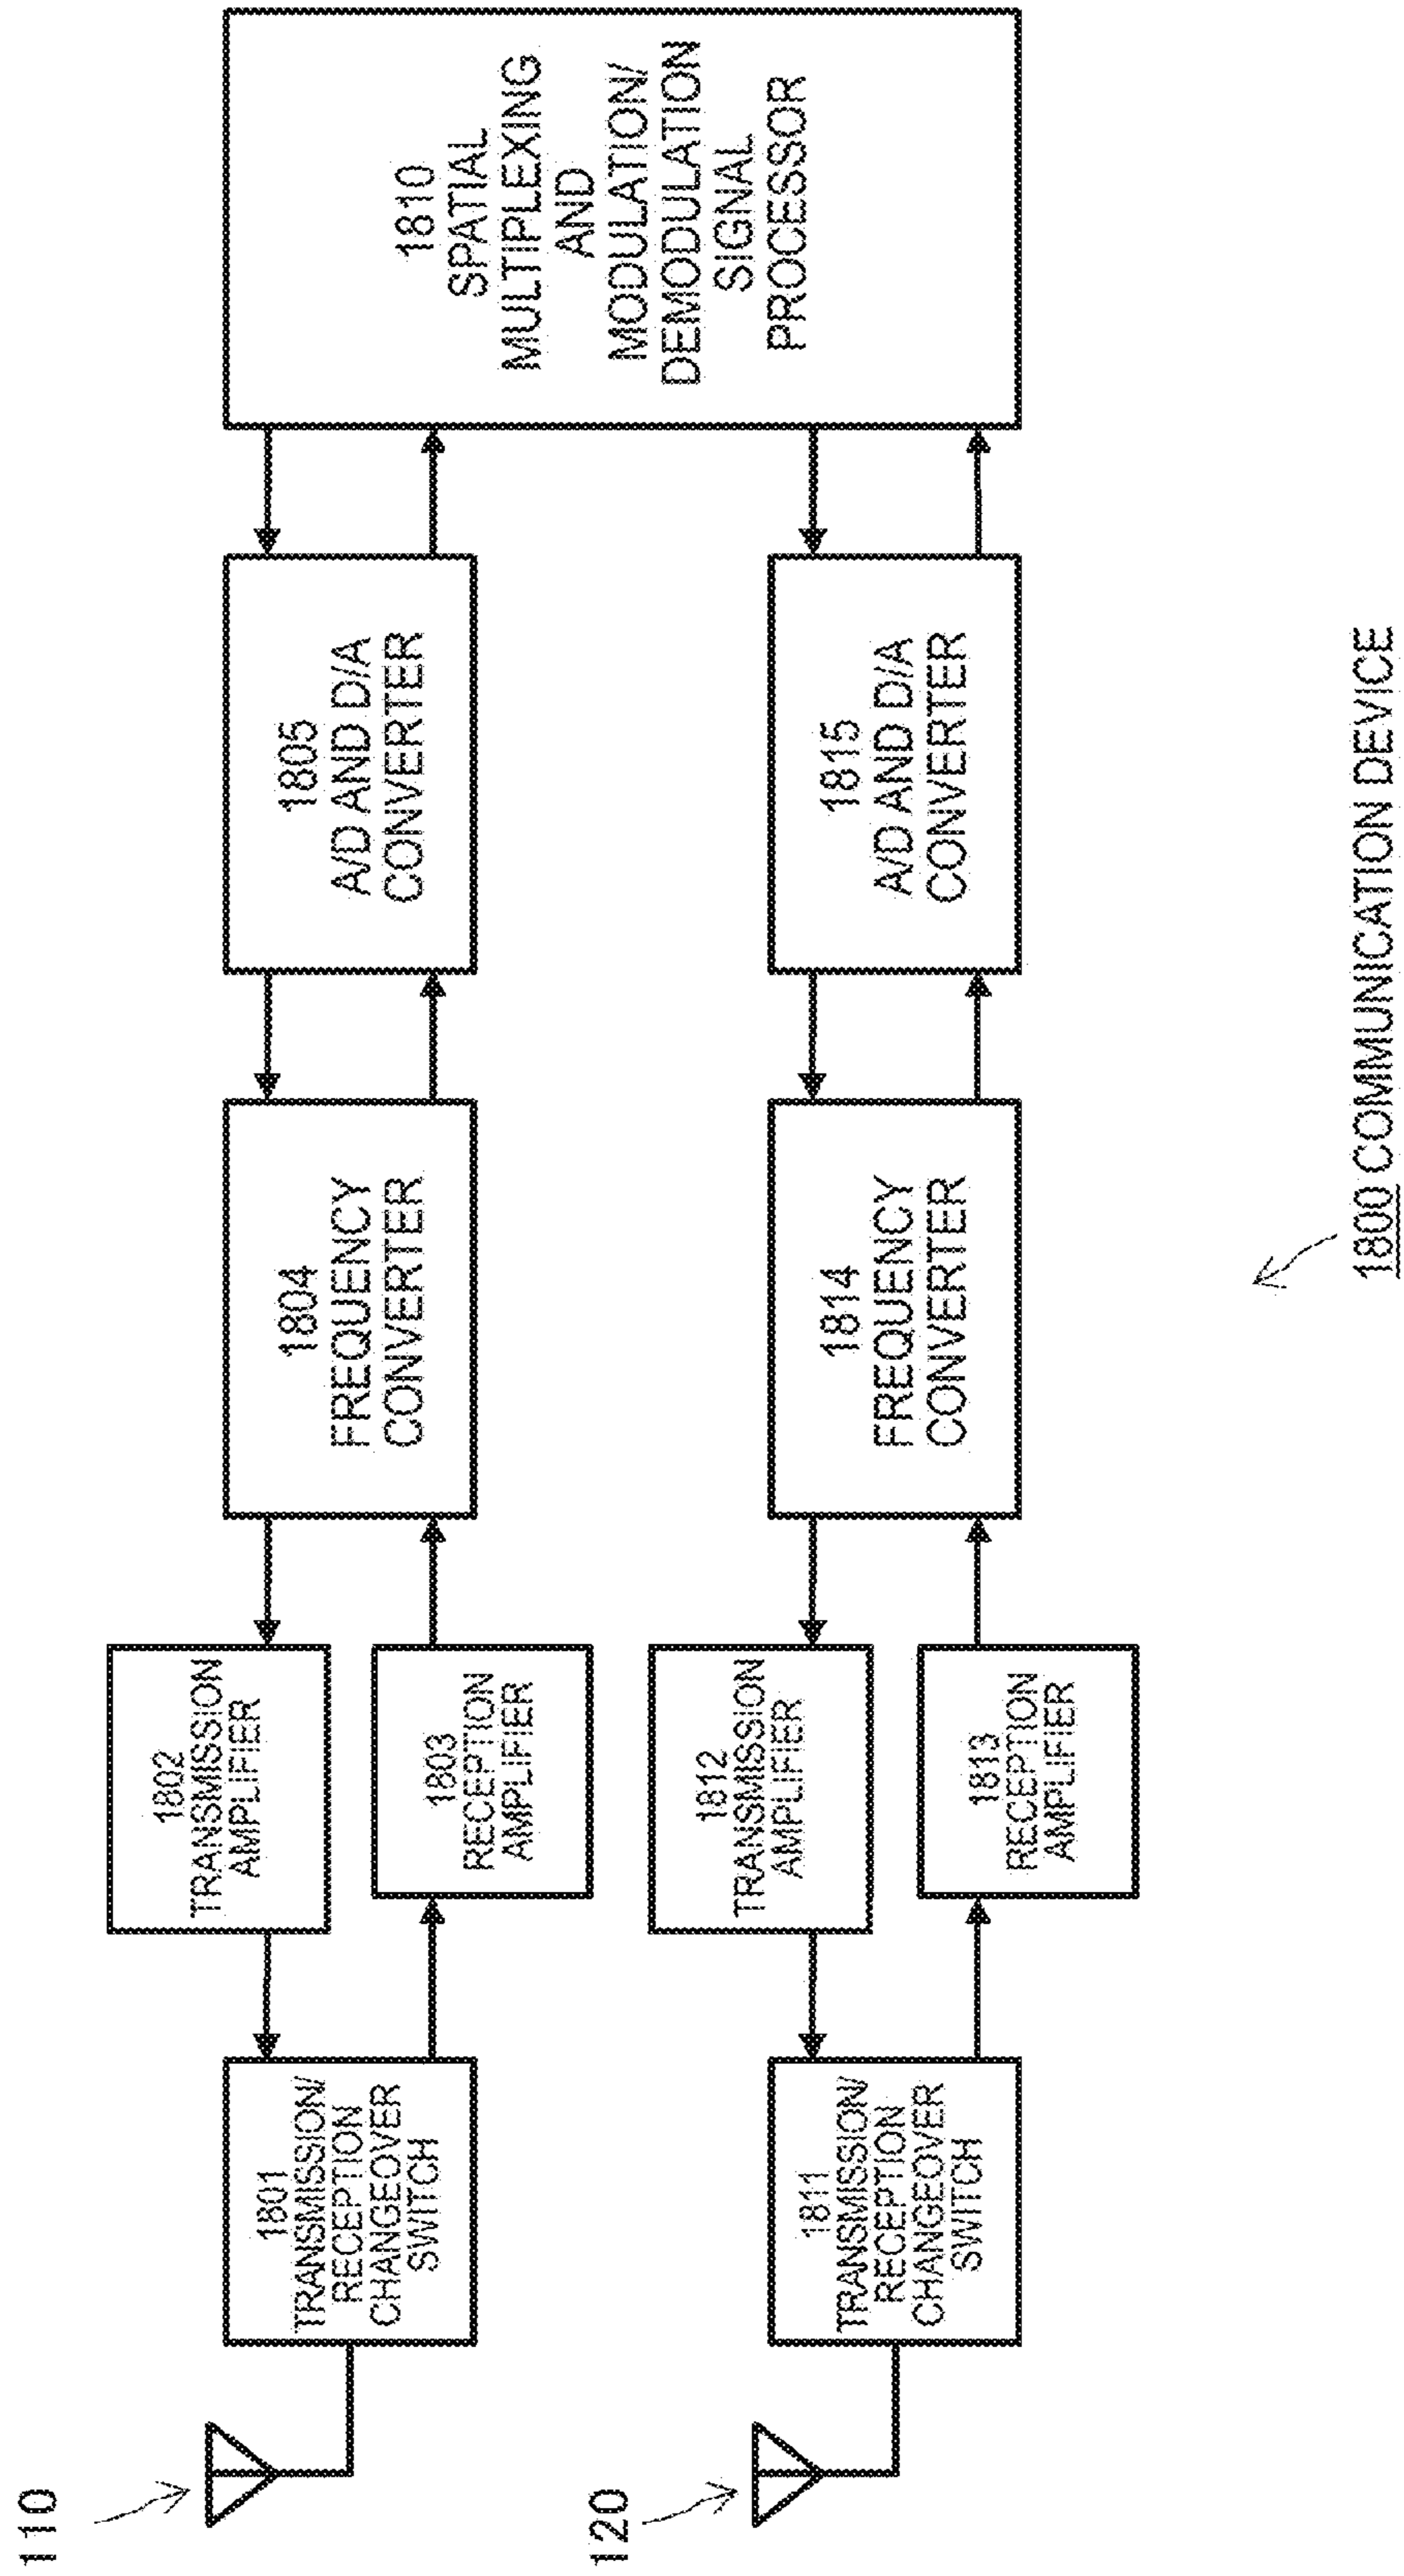 110
1801
TRANSMISSION/
RECEPTION
CHANGEOVER
SWITCH
1802
TRANSMISSION
AMPLIFIER
1803
RECEPTION
AMPLIFIER
1804
FREQUENCY
CONVERTER
1805
A/D AND D/A
CONVERTER
1810
SPATIAL
MULTIPLEXING
AND
MODULATION/
DEMODULATION
SIGNAL
PROCESSOR
120
1811
TRANSMISSION/
RECEPTION
CHANGEOVER
SWITCH
1812
TRANSMISSION
AMPLIFIER
1813
RECEPTION
AMPLIFIER
1814
FREQUENCY
CONVERTER
1815
A/D AND D/A
CONVERTER
1800 COMMUNICATION DEVICE